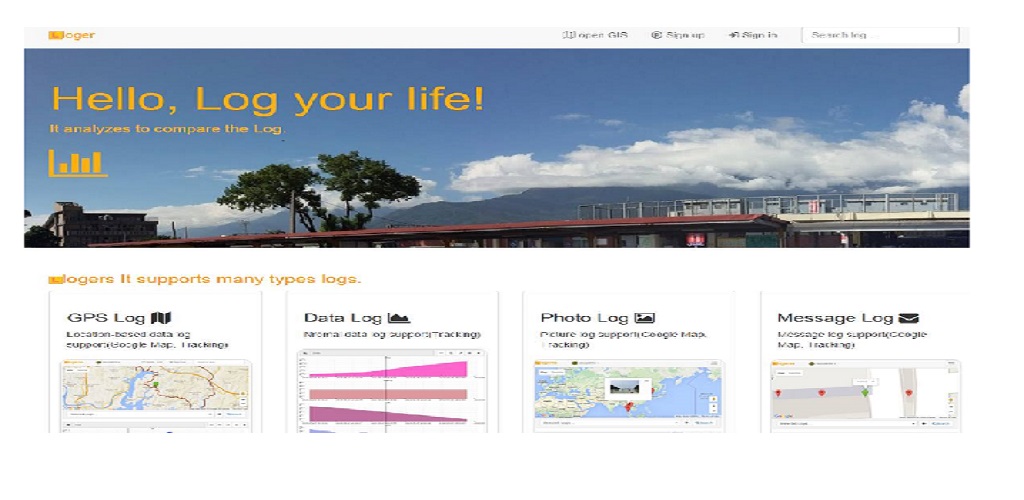 Loger
open GIS
Sign up
Sign in
Search log
Hello, Log your life!
It analyzes to compare the Log.
Logers It supports many types logs.
GPS Log
Location-based data log
support(Google Map, Tracking)
Data Log
Nromal data log support(Tracking)
Photo Log
Picture log support(Google Map,
Tracking)
Message Log
Message log support(Google
Map, Tracking)